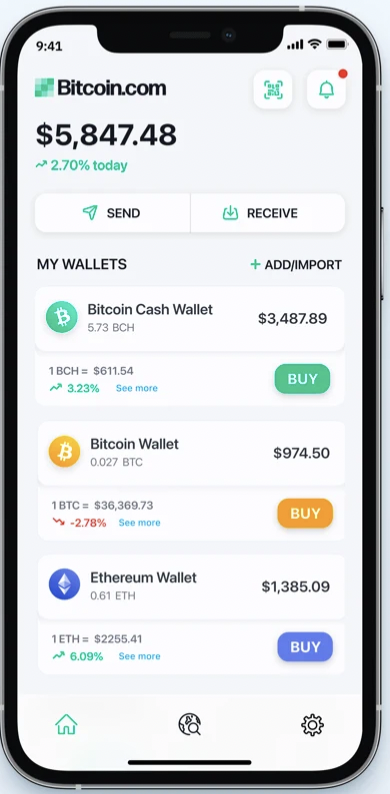 9:41
Bitcoin.com
$5,847.48
2.70% today
SEND RECEIVE
MY WALLETS + ADD/IMPORT
Bitcoin Cash Wallet $3,487.89
5.73 BCH
1 BCH = $611.54
3.23% See more BUY
Bitcoin Wallet $974.50
0.027 BTC
1 BTC = $36,369.73
-2.78% See more BUY
Ethereum Wallet $1,385.09
0.61 ETH
1 ETH = $2255.41
6.09% See more BUY